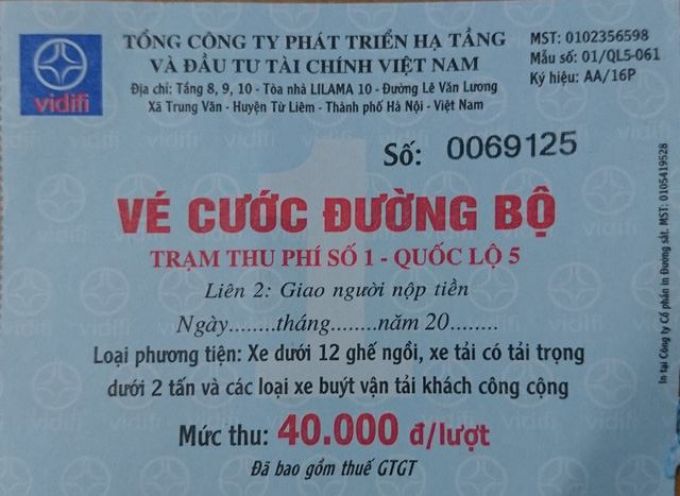 vidifi
TỔNG CÔNG TY PHÁT TRIỂN HẠ TẦNG
VÀ ĐẦU TƯ TÀI CHÍNH VIỆT NAM
Địa chỉ: Tầng 8, 9, 10 - Tòa nhà LILAMA 10 - Đường Lê Văn Lương
Xã Trung Văn - Huyện Từ Liêm - Thành phố Hà Nội - Việt Nam
MST: 0102356598
Mẫu số: 01/QL5-061
Ký hiệu: AA/16P
Số: 0069125
VÉ CƯỚC ĐƯỜNG BỘ
TRẠM THU PHÍ SỐ 1 - QUỐC LỘ 5
Liên 2: Giao người nộp tiền
Ngày........tháng........năm 20........
Loại phương tiện: Xe dưới 12 ghế ngồi, xe tải có tải trọng
dưới 2 tấn và các loại xe buýt vận tải khách công cộng
Mức thu: 40.000 đ/lượt
Đã bao gồm thuế GTGT
In tại Công ty Cổ phần in Đường sắt. MST: 0105419528